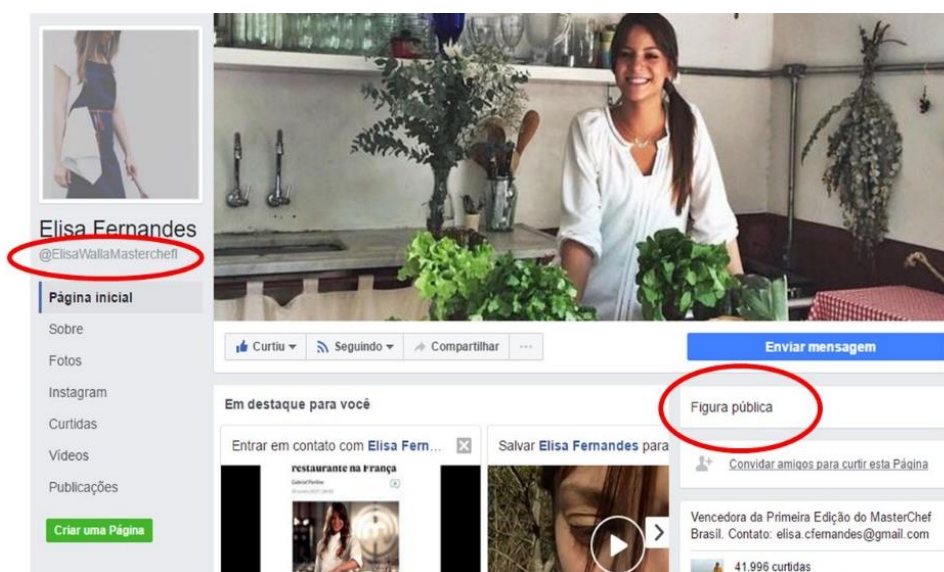 Elisa Fernandes
@ElisaWallaMasterchefl
Página inicial
Sobre
Fotos
Instagram
Curtidas
Vídeos
Publicações
Criar uma Página
Curtiu
Seguindo
Compartilhar
Enviar mensagem
Em destaque para você
Entrar em contato com Elisa Fern...
restaurante na França
Salvar Elisa Fernandes para
Figura pública
Convidar amigos para curtir esta Página
Vencedora da Primeira Edição do MasterChef
Brasil. Contato: elisa.cfernandes@gmail.com
41.996 curtidas